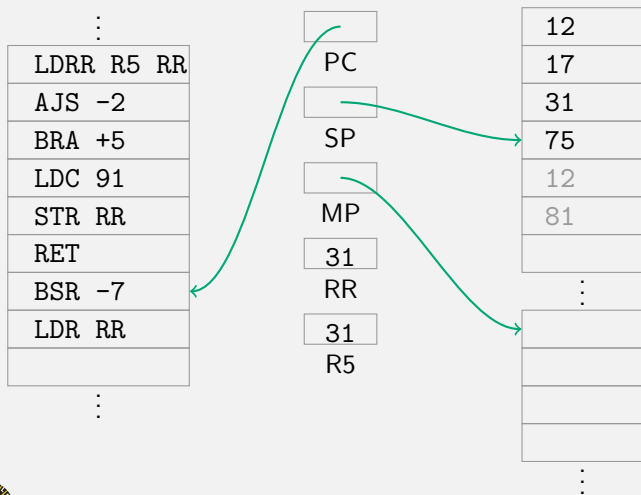 LDRR R5 RR
AJS -2
BRA +5
LDC 91
STR RR
RET
BSR -7
LDR RR
PC
SP
MP
31
RR
31
R5
12
17
31
75
12
81